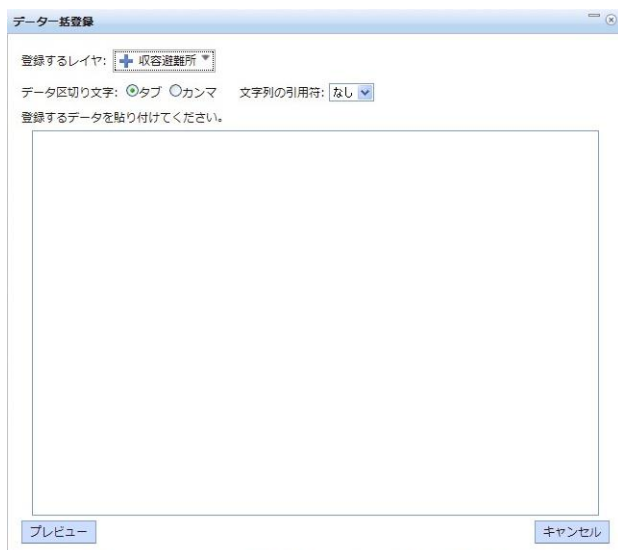 データ一括登録
登録するレイヤ: 収容避難所
データ区切り文字: タブ カンマ 文字列の引用符: なし
登録するデータを貼り付けてください。
プレビュー キャンセル